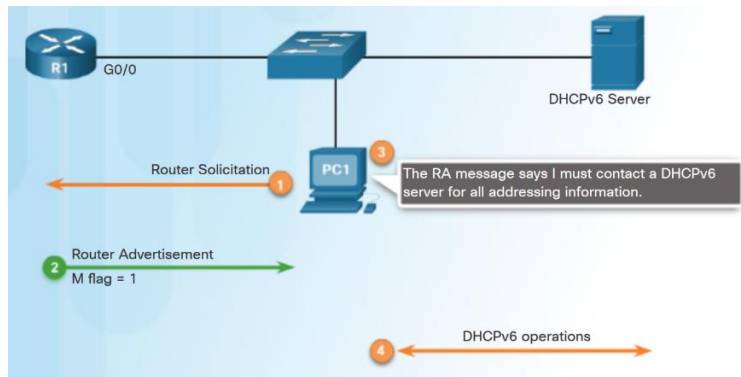 R1
G0/0
DHCPv6 Server
Router Solicitation
1
PC1
3
The RA message says I must contact a DHCPv6
server for all addressing information.
Router Advertisement
2
M flag = 1
DHCPv6 operations
4